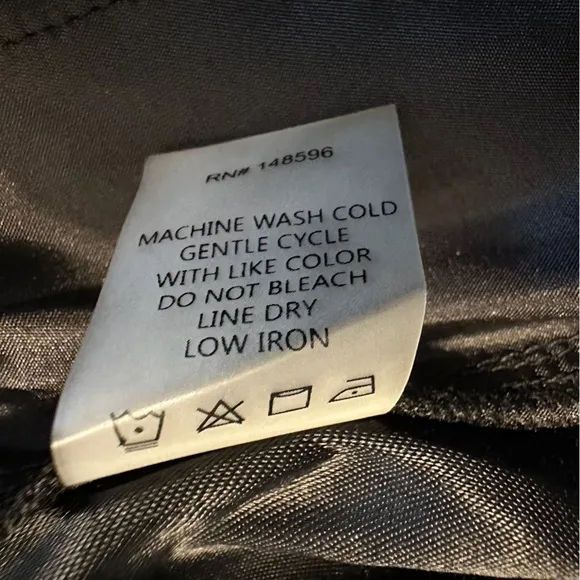 RN# 148596
MACHINE WASH COLD
GENTLE CYCLE
WITH LIKE COLOR
DO NOT BLEACH
LINE DRY
LOW IRON